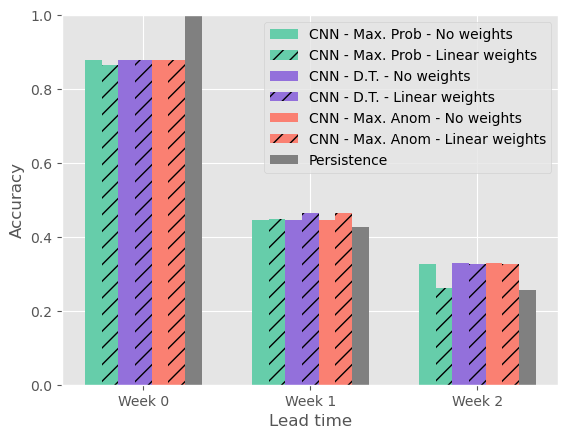 1.0
0.8
0.6
0.4
0.2
0.0
Accuracy
CNN - Max. Prob - No weights
CNN - Max. Prob - Linear weights
CNN - D.T. - No weights
CNN - D.T. - Linear weights
CNN - Max. Anom - No weights
CNN - Max. Anom - Linear weights
Persistence
Week 0
Week 1
Week 2
Lead time